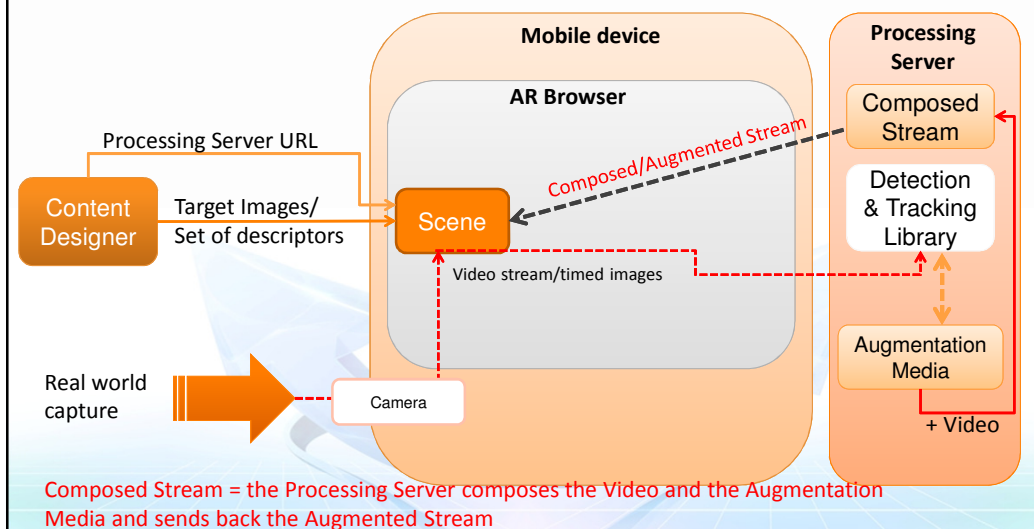 Mobile device
Processing
Server
AR Browser
Composed
Stream
Processing Server URL
Composed/Augmented Stream
Content
Designer
Target Images/
Set of descriptors
Scene
Detection
& Tracking
Library
Video stream/timed images
Augmentation
Media
Real world
capture
Camera
+ Video
Composed Stream = the Processing Server composes the Video and the Augmentation
Media and sends back the Augmented Stream